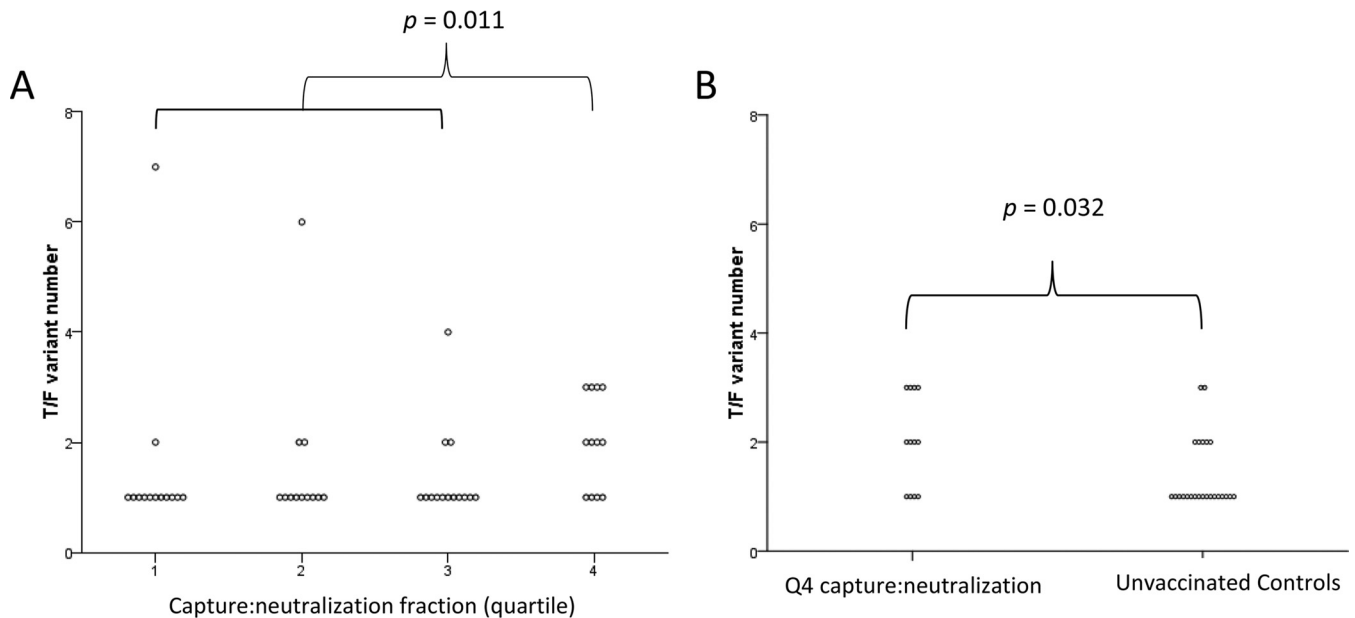 p = 0.011
A
8
6
4
2
0
T/F variant number
1 2 3 4
Capture:neutralization fraction (quartile)
B
8
6
4
2
0
T/F variant number
p = 0.032
Q4 capture:neutralization
Unvaccinated Controls